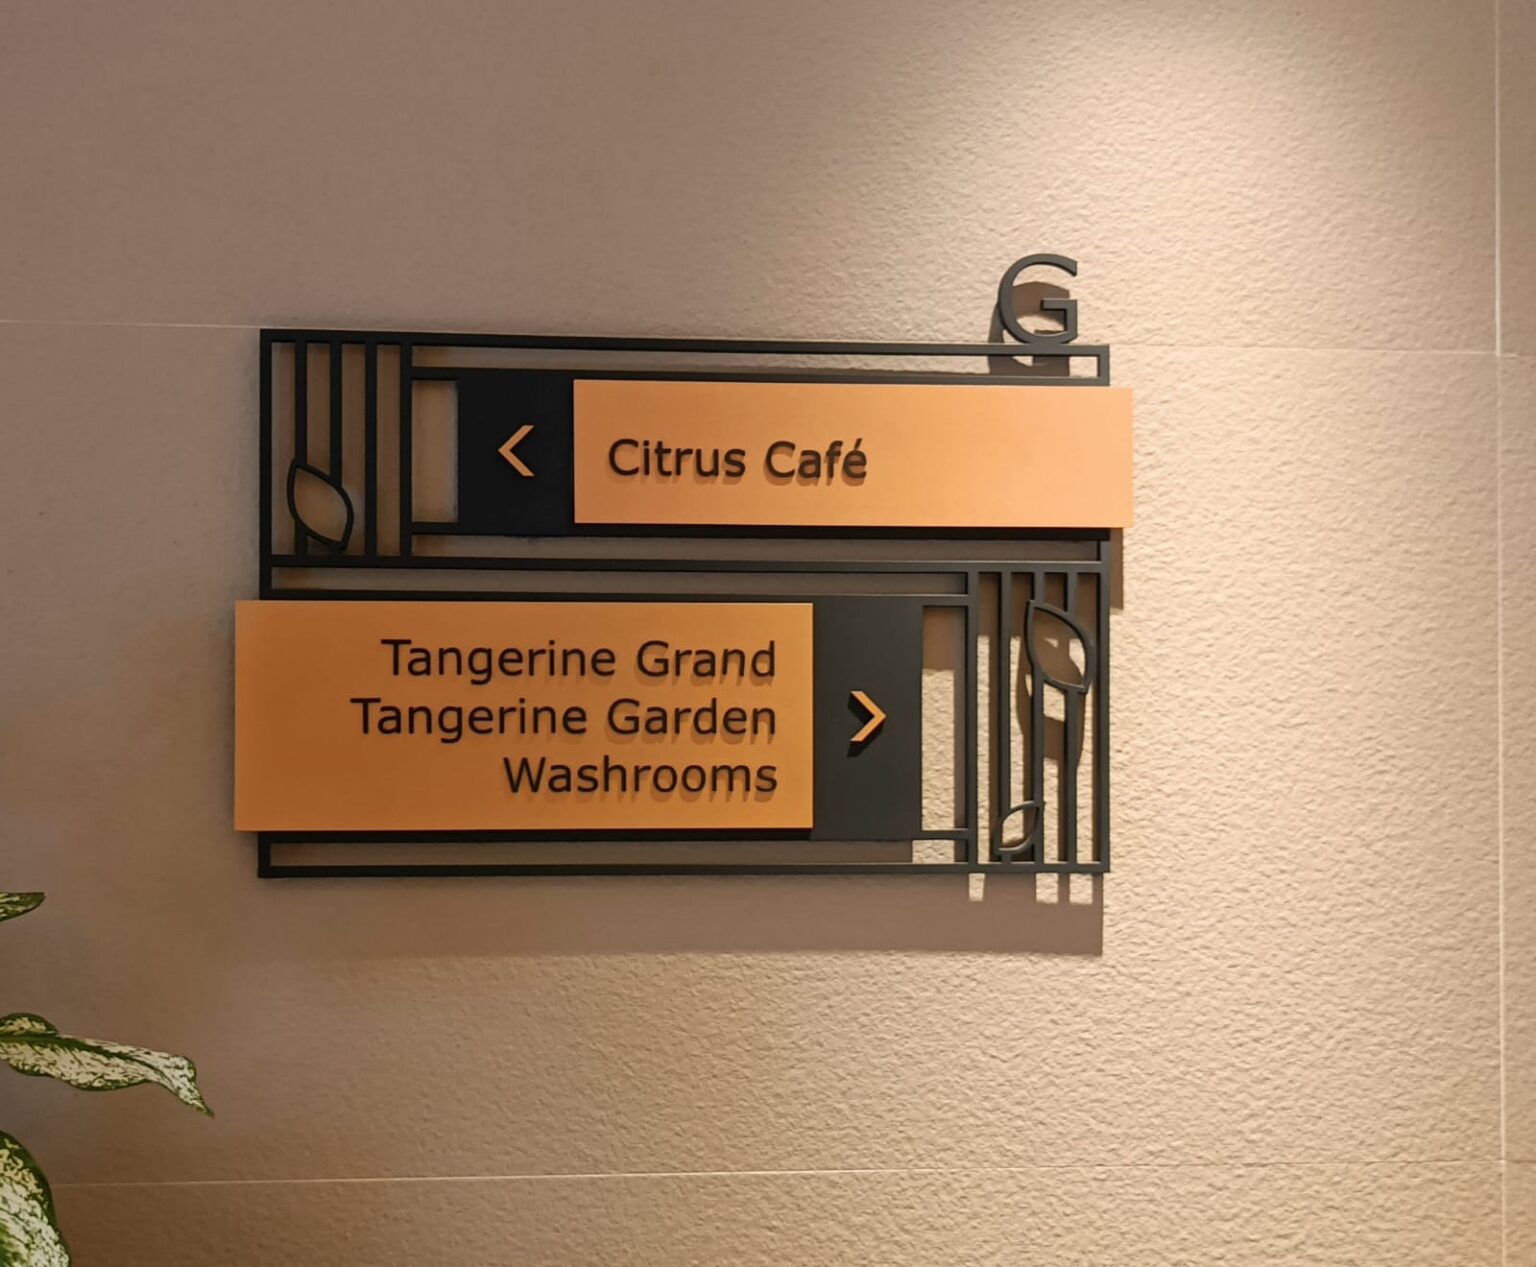 G
Citrus Café
Tangerine Grand
Tangerine Garden
Washrooms